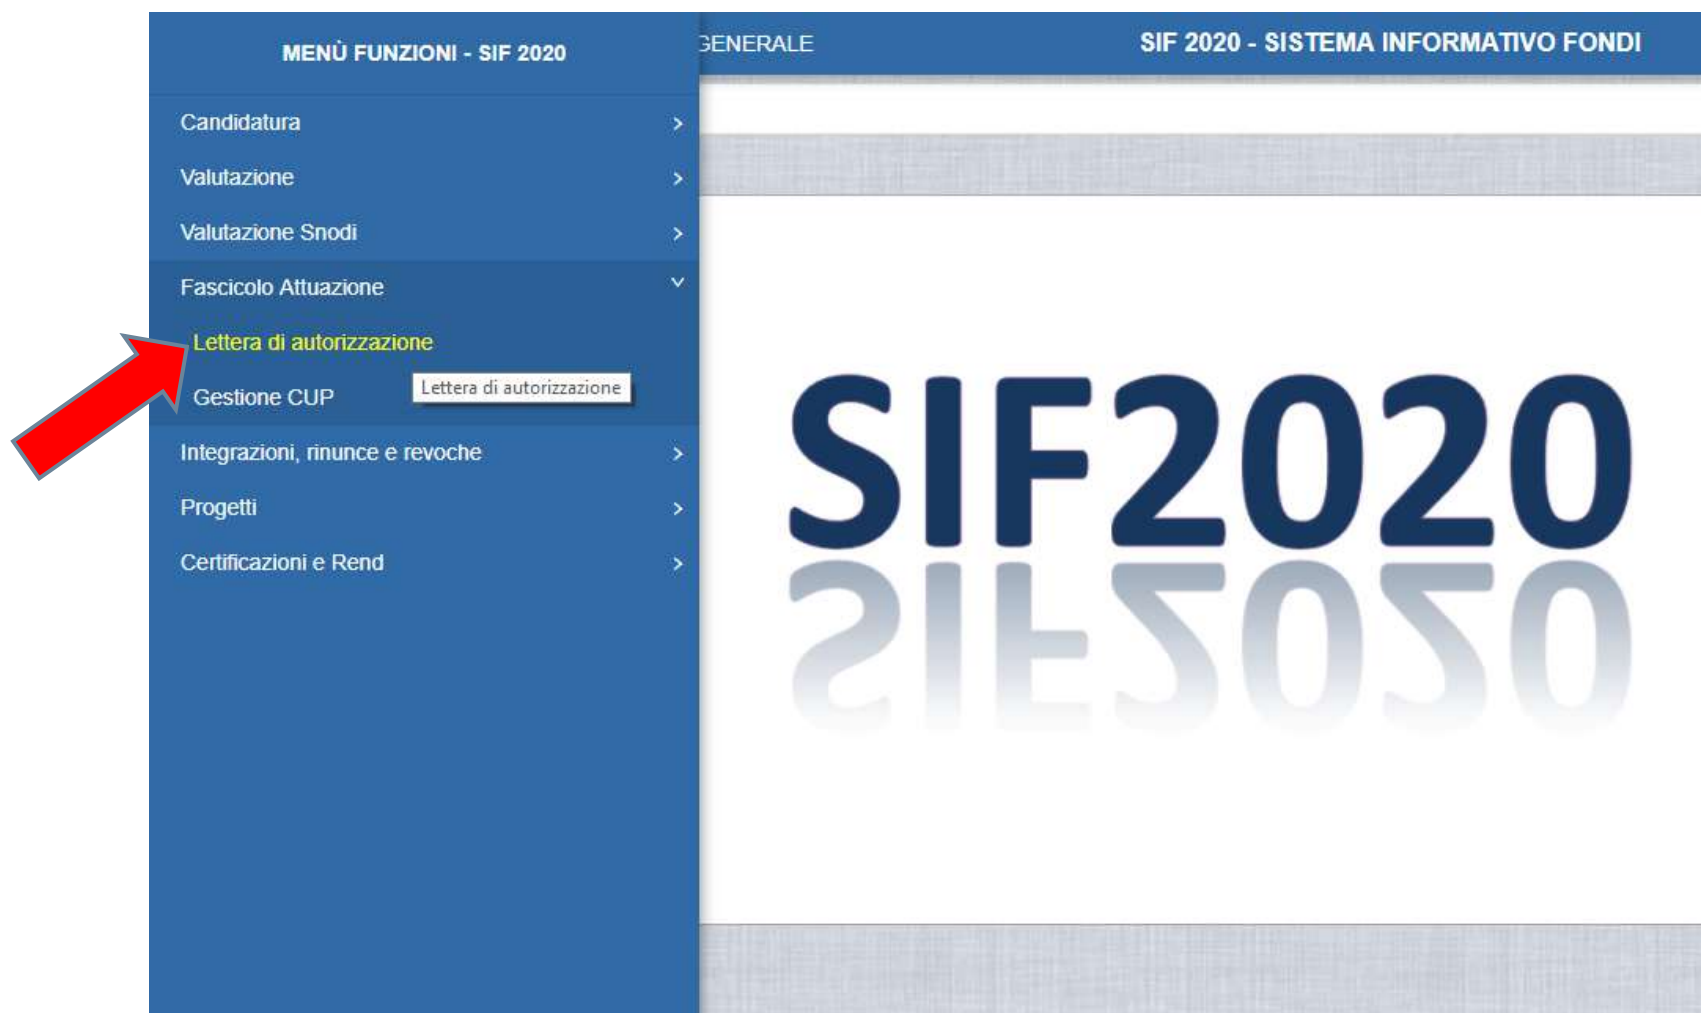 MENÙ FUNZIONI - SIF 2020
GENERALE
SIF 2020 - SISTEMA INFORMATIVO FONDI
Candidatura
Valutazione
Valutazione Snodi
Fascicolo Attuazione
Lettera di autorizzazione
Gestione CUP
Lettera di autorizzazione
Integrazioni, rinunce e revoche
Progetti
Certificazioni e Rend
SIF2020